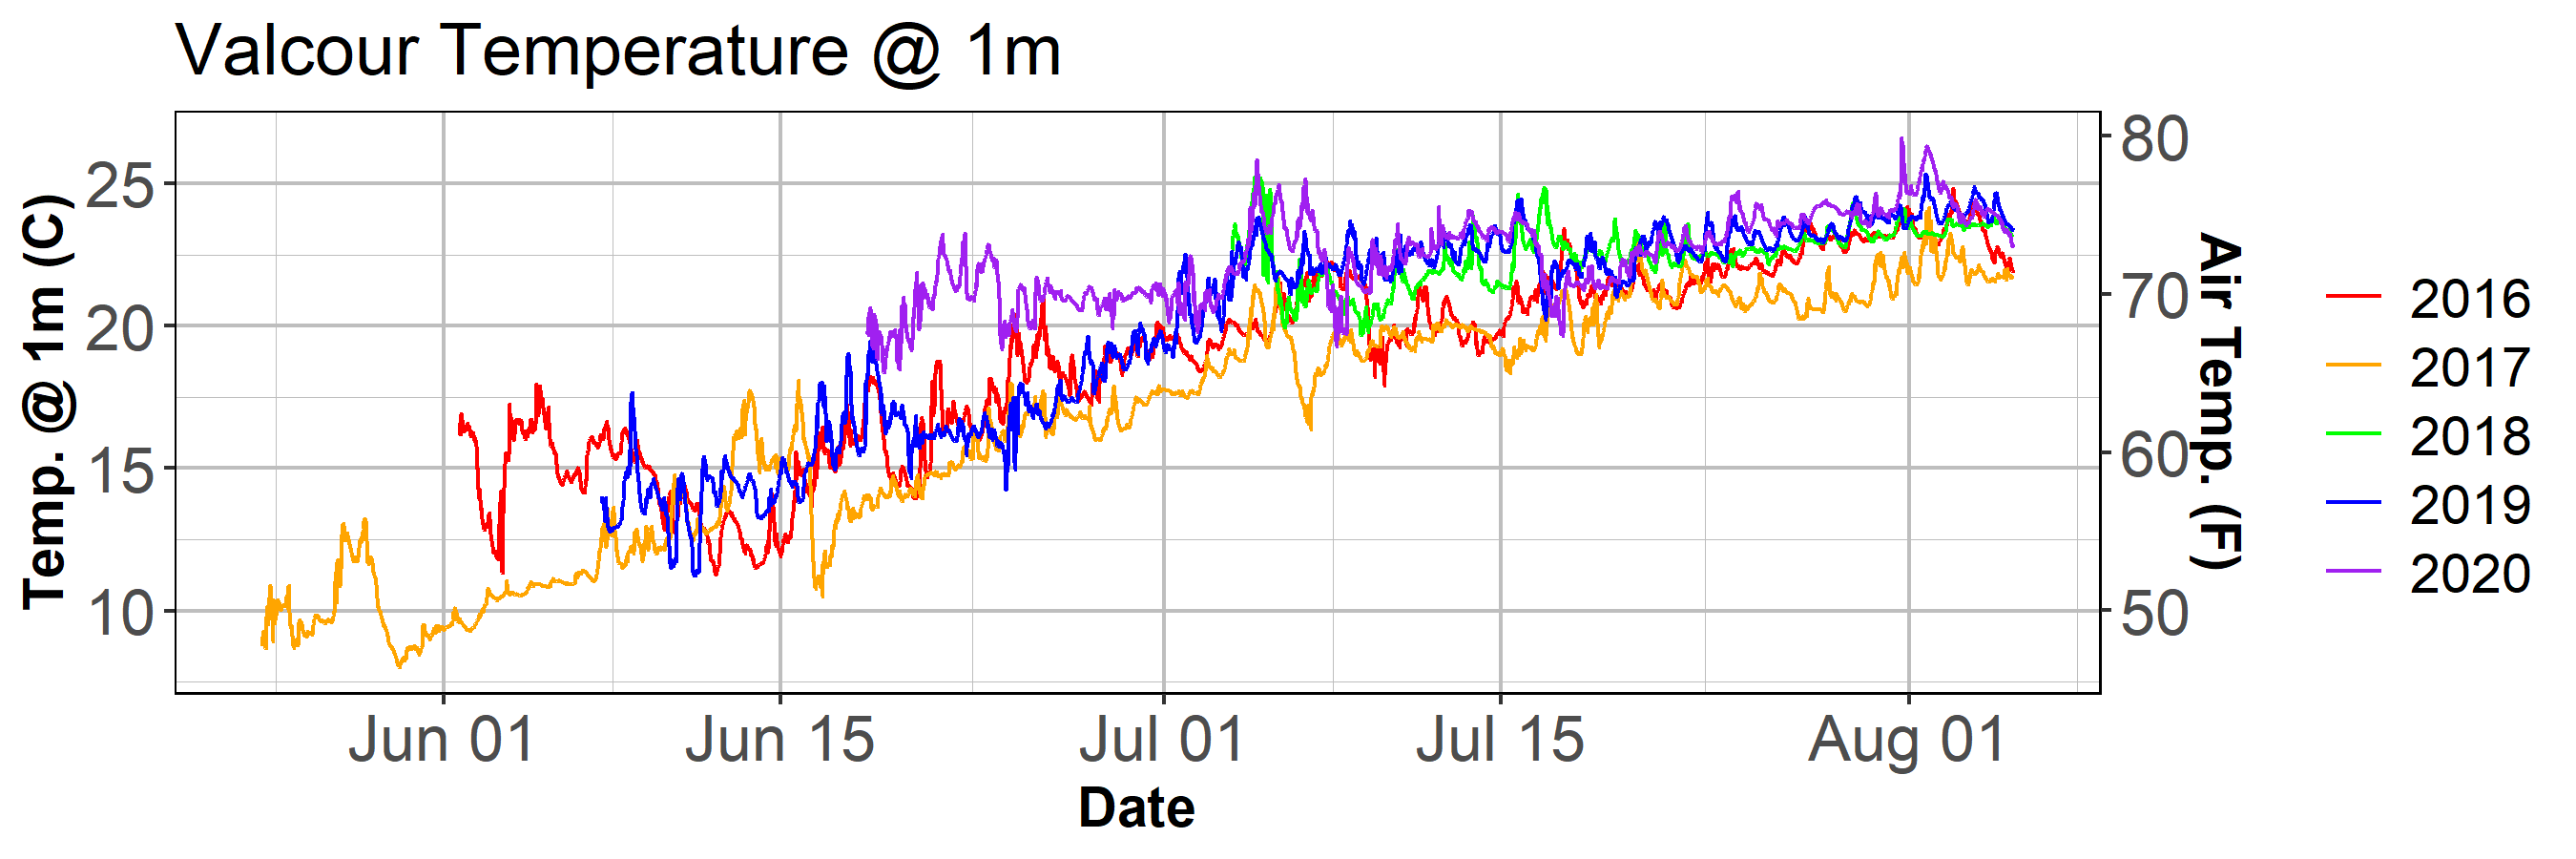 Valcour Temperature @ 1m
Temp. @ 1m (C)
25
20
15
10
80
70
60
50
Air Temp. (F)
Jun 01
Jun 15
Jul 01
Jul 15
Aug 01
Date
2016
2017
2018
2019
2020